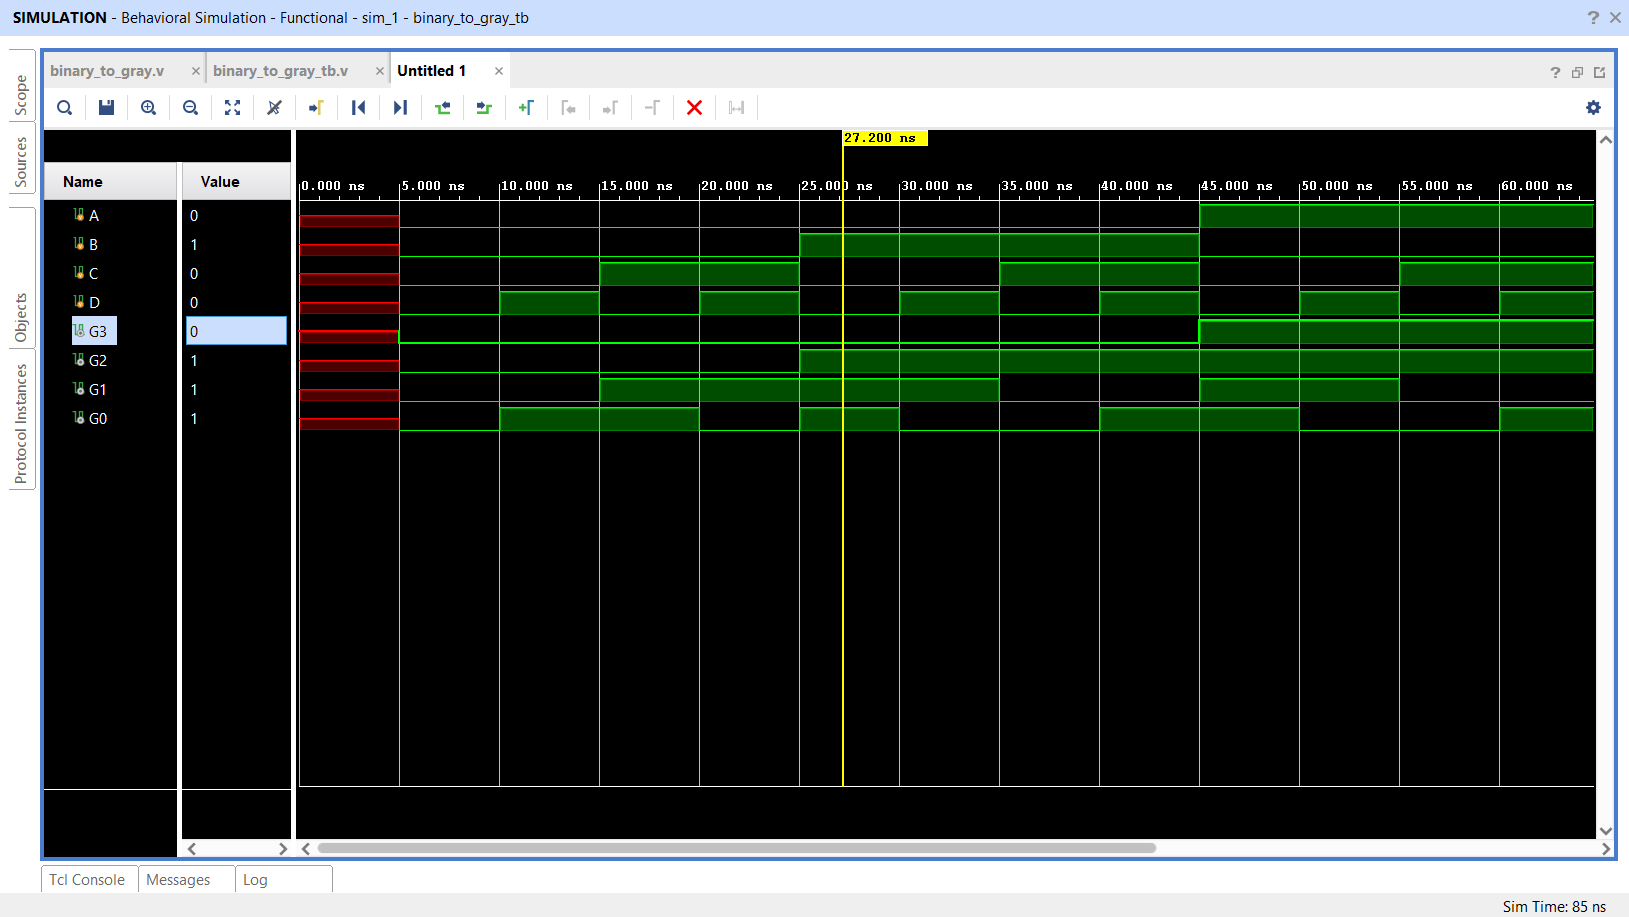 SIMULATION - Behavioral Simulation - Functional - sim_1 - binary_to_gray_tb
Scope
Sources
Objects
Protocol Instances
binary_to_gray.v
binary_to_gray_tb.v
Untitled 1
27.200 ns
Name Value
0.000 ns 5.000 ns 10.000 ns 15.000 ns 20.000 ns 25.000 ns 30.000 ns 35.000 ns 40.000 ns 45.000 ns 50.000 ns 55.000 ns 60.000 ns
A 0
B 1
C 0
D 0
G3 0
G2 1
G1 1
G0 1
Tcl Console Messages Log
Sim Time: 85 ns